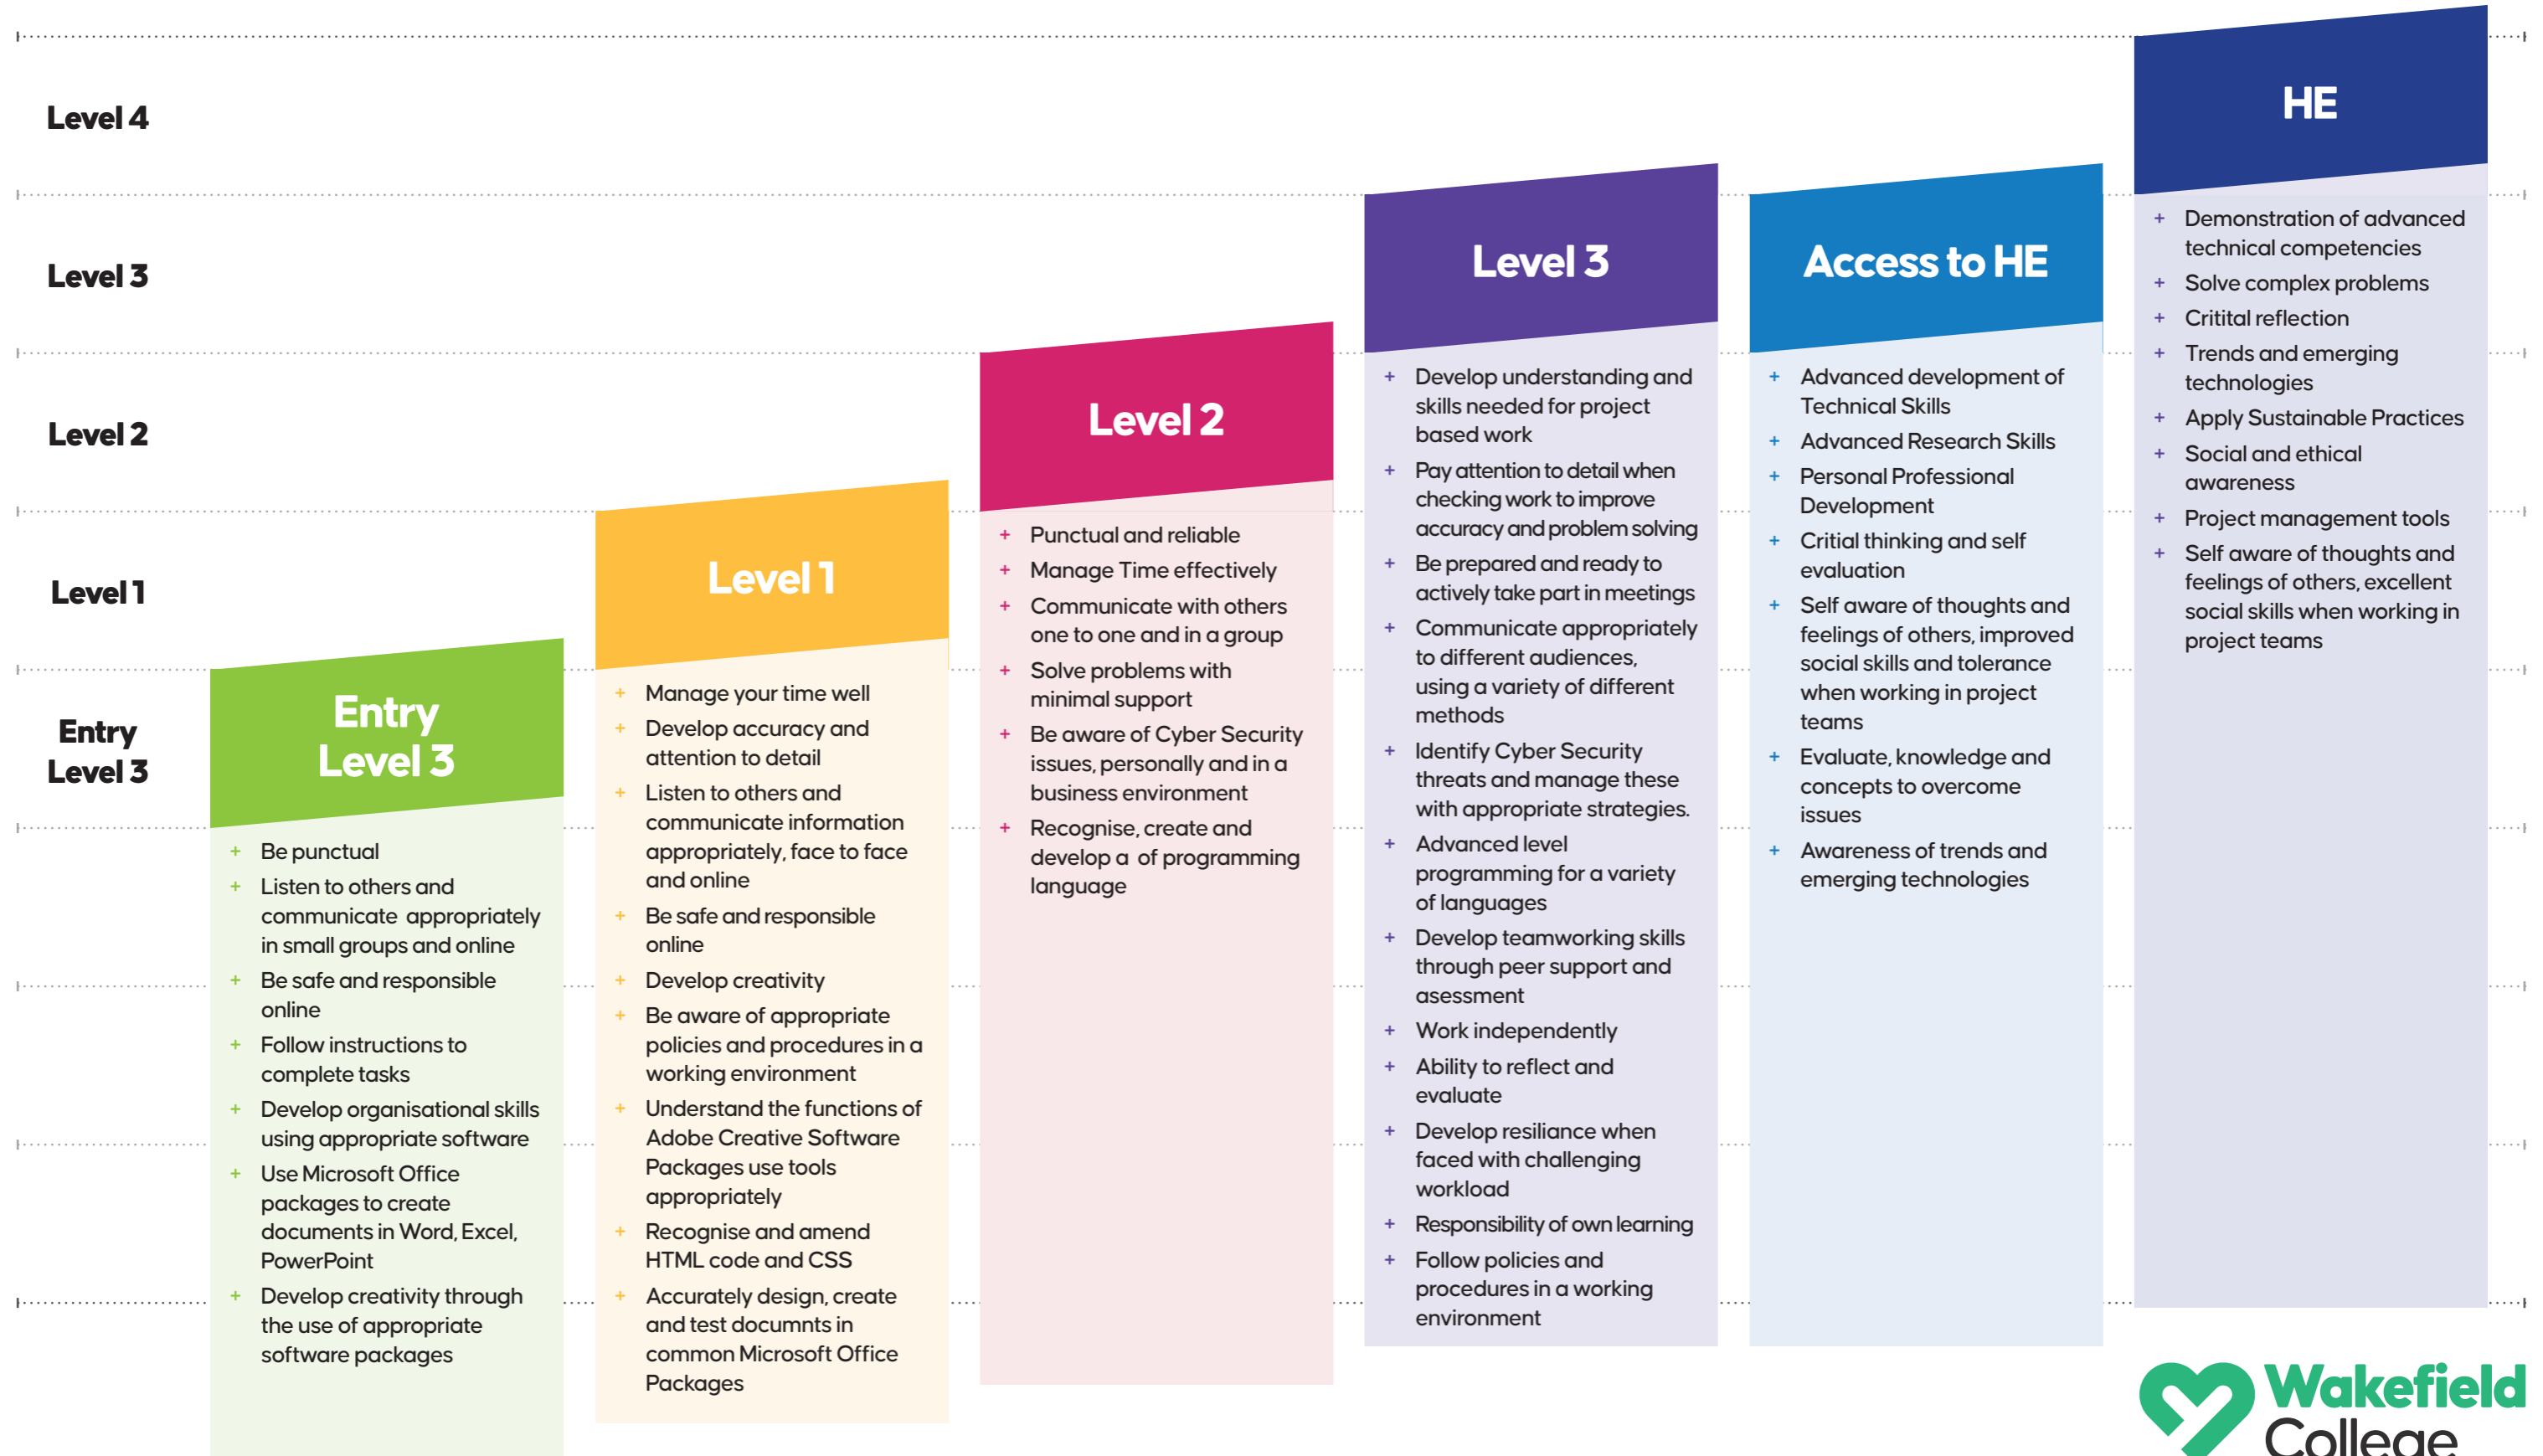 Level 4
Level 3
Level 2
Level 1
Entry
Level 3
Entry
Level 3
+ Be punctual
+ Listen to others and
communicate appropriately
in small groups and online
+ Be safe and responsible
online
+ Follow instructions to
complete tasks
+ Develop organisational skills
using appropriate software
+ Use Microsoft Office
packages to create
documents in Word, Excel,
PowerPoint
+ Develop creativity through
the use of appropriate
software packages
Level 1
+ Manage your time well
+ Develop accuracy and
attention to detail
+ Listen to others and
communicate information
appropriately, face to face
and online
+ Be safe and responsible
online
+ Develop creativity
+ Be aware of appropriate
policies and procedures in a
working environment
+ Understand the functions of
Adobe Creative Software
Packages use tools
appropriately
+ Recognise and amend
HTML code and CSS
+ Accurately design, create
and test documnts in
common Microsoft Office
Packages
Level 2
+ Punctual and reliable
+ Manage Time effectively
+ Communicate with others
one to one and in a group
+ Solve problems with
minimal support
+ Be aware of Cyber Security
issues, personally and in a
business environment
+ Recognise, create and
develop a of programming
language
Level 3
+ Develop understanding and
skills needed for project
based work
+ Pay attention to detail when
checking work to improve
accuracy and problem solving
+ Be prepared and ready to
actively take part in meetings
+ Communicate appropriately
to different audiences,
using a variety of different
methods
+ Identify Cyber Security
threats and manage these
with appropriate strategies.
+ Advanced level
programming for a variety
of languages
+ Develop teamworking skills
through peer support and
asessment
+ Work independently
+ Ability to reflect and
evaluate
+ Develop resiliance when
faced with challenging
workload
+ Responsibility of own learning
+ Follow policies and
procedures in a working
environment
Access to HE
+ Advanced development of
Technical Skills
+ Advanced Research Skills
+ Personal Professional
Development
+ Critial thinking and self
evaluation
+ Self aware of thoughts and
feelings of others, improved
social skills and tolerance
when working in project
teams
+ Evaluate, knowledge and
concepts to overcome
issues
+ Awareness of trends and
emerging technologies
HE
+ Demonstration of advanced
technical competencies
+ Solve complex problems
+ Critital reflection
+ Trends and emerging
technologies
+ Apply Sustainable Practices
+ Social and ethical
awareness
+ Project management tools
+ Self aware of thoughts and
feelings of others, excellent
social skills when working in
project teams
Wakefield
College